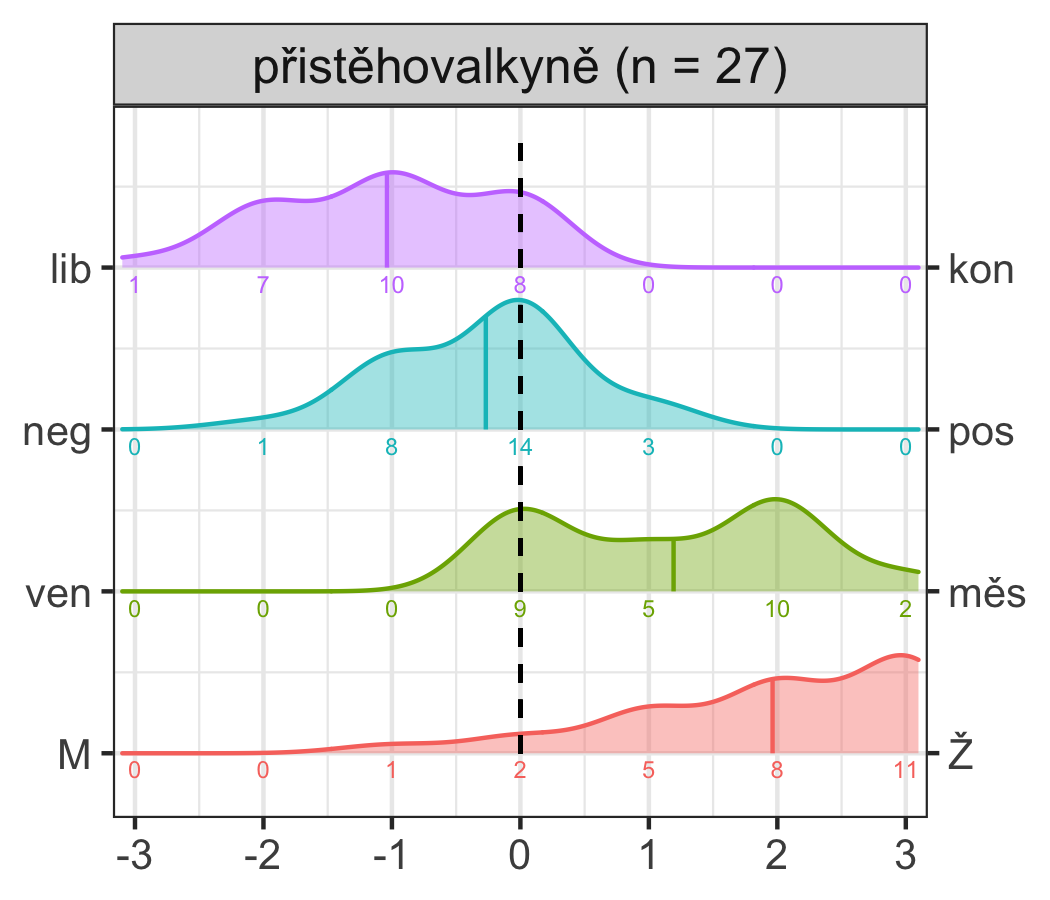 přistěhovalkyně (n = 27)
lib kon
1 7 10 8 0 0 0
neg pos
0 1 8 14 3 0 0
ven měs
0 0 0 9 5 10 2
M Ž
0 0 1 2 5 8 11
-3 -2 -1 0 1 2 3